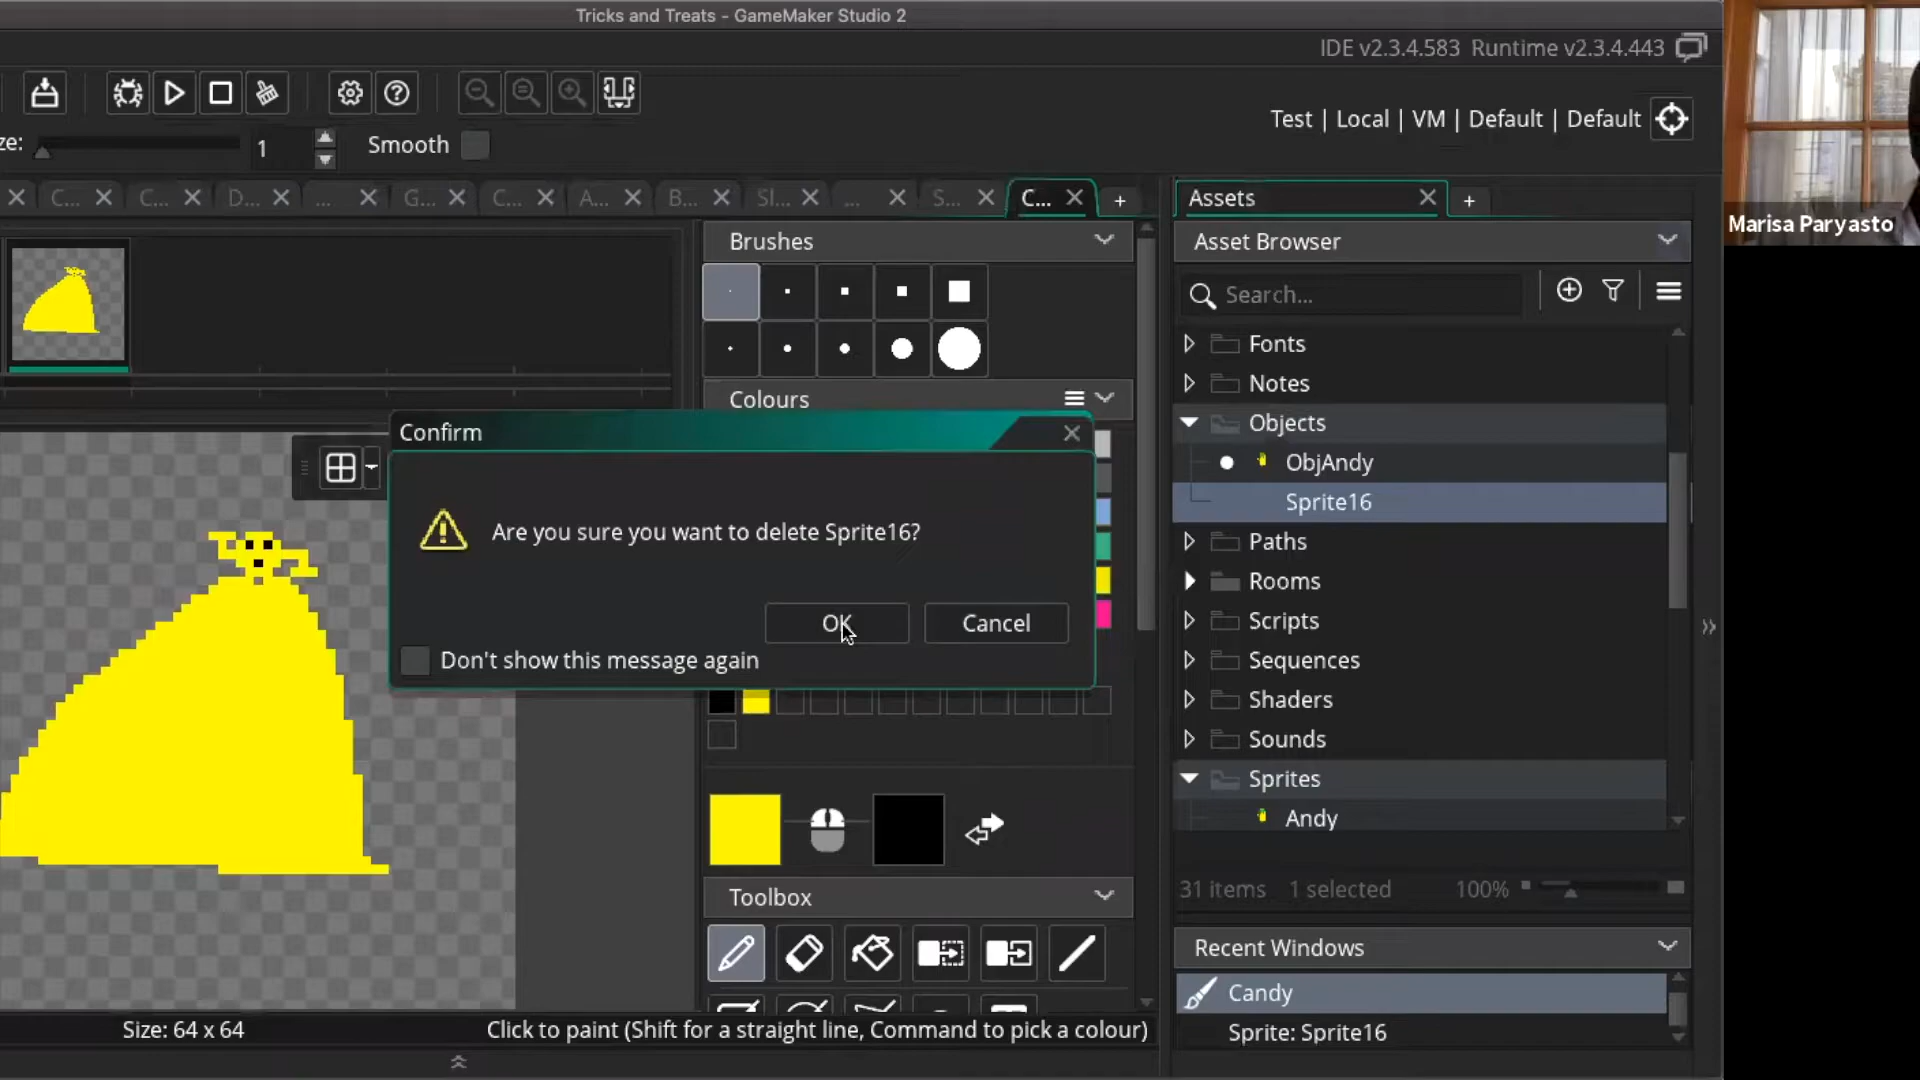 Tricks and Treats - GameMaker Studio 2
IDE v2.3.4.583 Runtime v2.3.4.443
Test | Local | VM | Default | Default
ze:
1
Smooth
C...
C...
D...
...
G...
C...
A...
B...
Sl...
...
S...
C...
Assets
Marisa Paryasto
Brushes
Asset Browser
Search...
Fonts
Notes
Colours
Objects
Confirm
ObjAndy
Sprite16
Are you sure you want to delete Sprite16?
Paths
Rooms
OK
Cancel
Scripts
Don't show this message again
Sequences
Shaders
Sounds
Sprites
Andy
31 items
1 selected
100%
Toolbox
Recent Windows
Candy
Size: 64 x 64
Click to paint (Shift for a straight line, Command to pick a colour)
Sprite: Sprite16